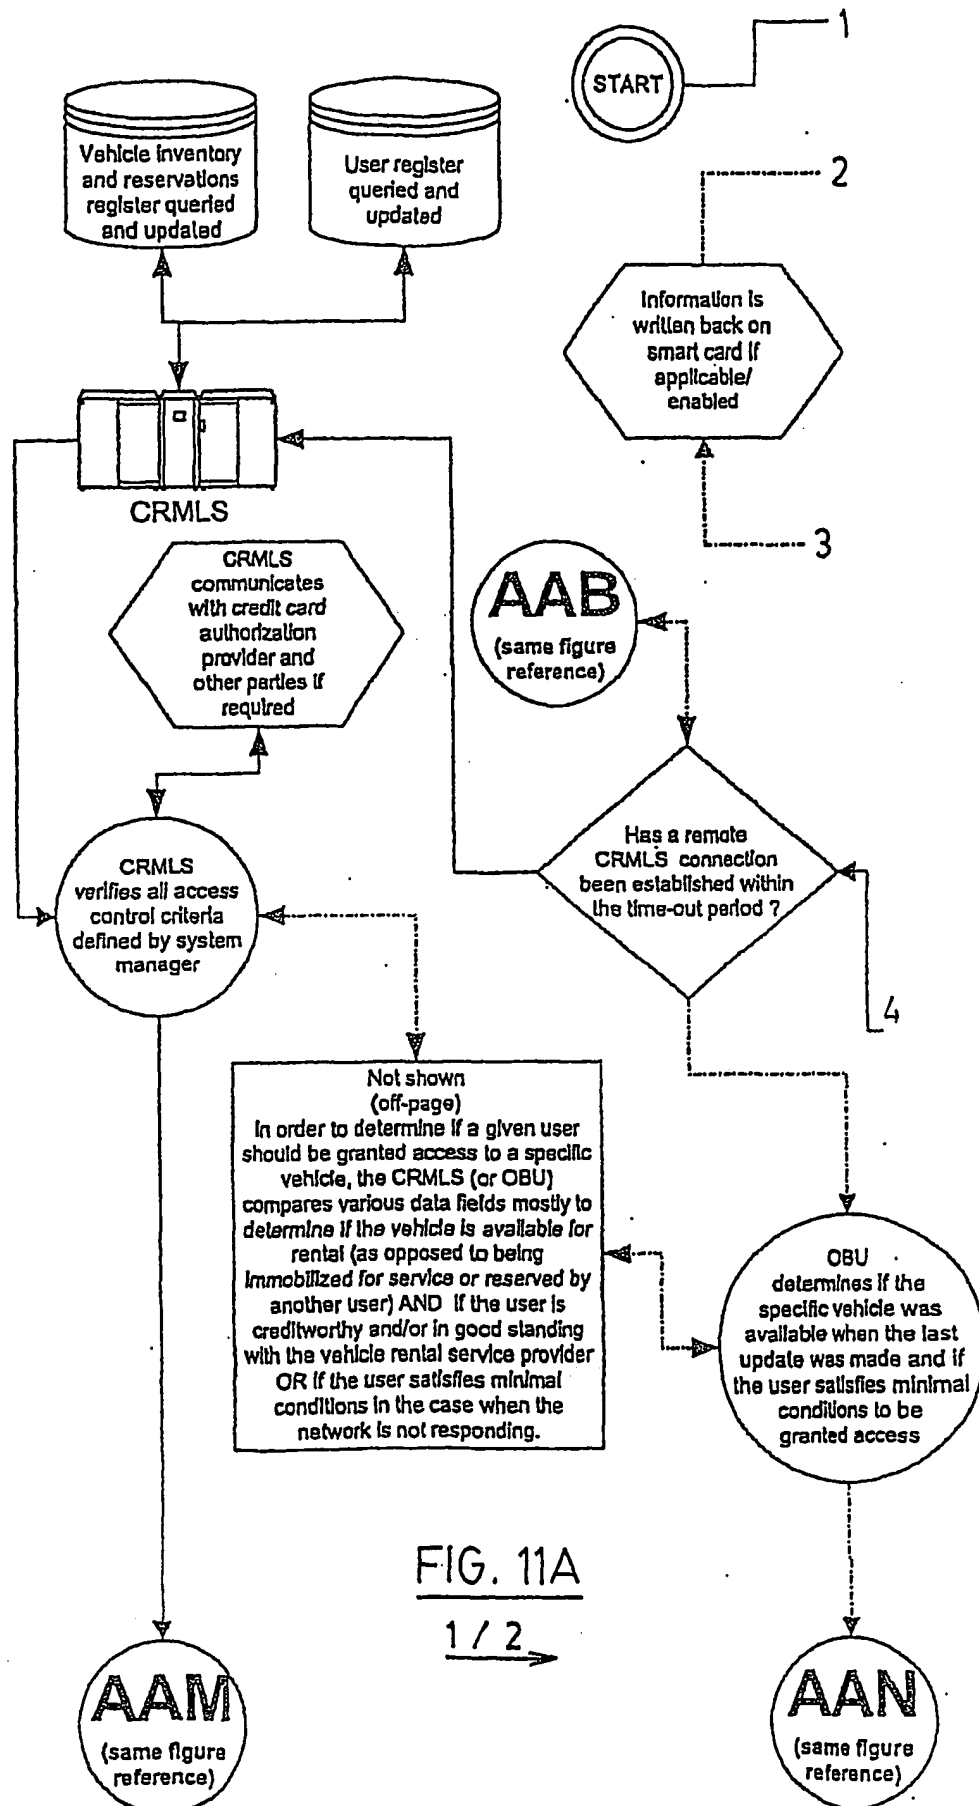 1
START
Vehicle inventory
and reservations
register queried
and updated
User register
queried and
updated
2
Information is
written back on
smart card if
applicable/
enabled
CRMLS
3
CRMLS
communicates
with credit card
authorization
provider and
other parties if
required
AAB
(same figure
reference)
Has a remote
CRMLS connection
been established within
the time-out period ?
CRMLS
verifies all access
control criteria
defined by system
manager
4
Not shown
(off-page)
In order to determine if a given user
should be granted access to a specific
vehicle, the CRMLS (or OBU)
compares various data fields mostly to
determine if the vehicle is available for
rental (as opposed to being
immobilized for service or reserved by
another user) AND if the user is
creditworthy and/or in good standing
with the vehicle rental service provider
OR if the user satisfies minimal
conditions in the case when the
network is not responding.
OBU
determines if the
specific vehicle was
available when the last
update was made and if
the user satisfies minimal
conditions to be
granted access
FIG. 11A
1 / 2
AAM
(same figure
reference)
AAN
(same figure
reference)